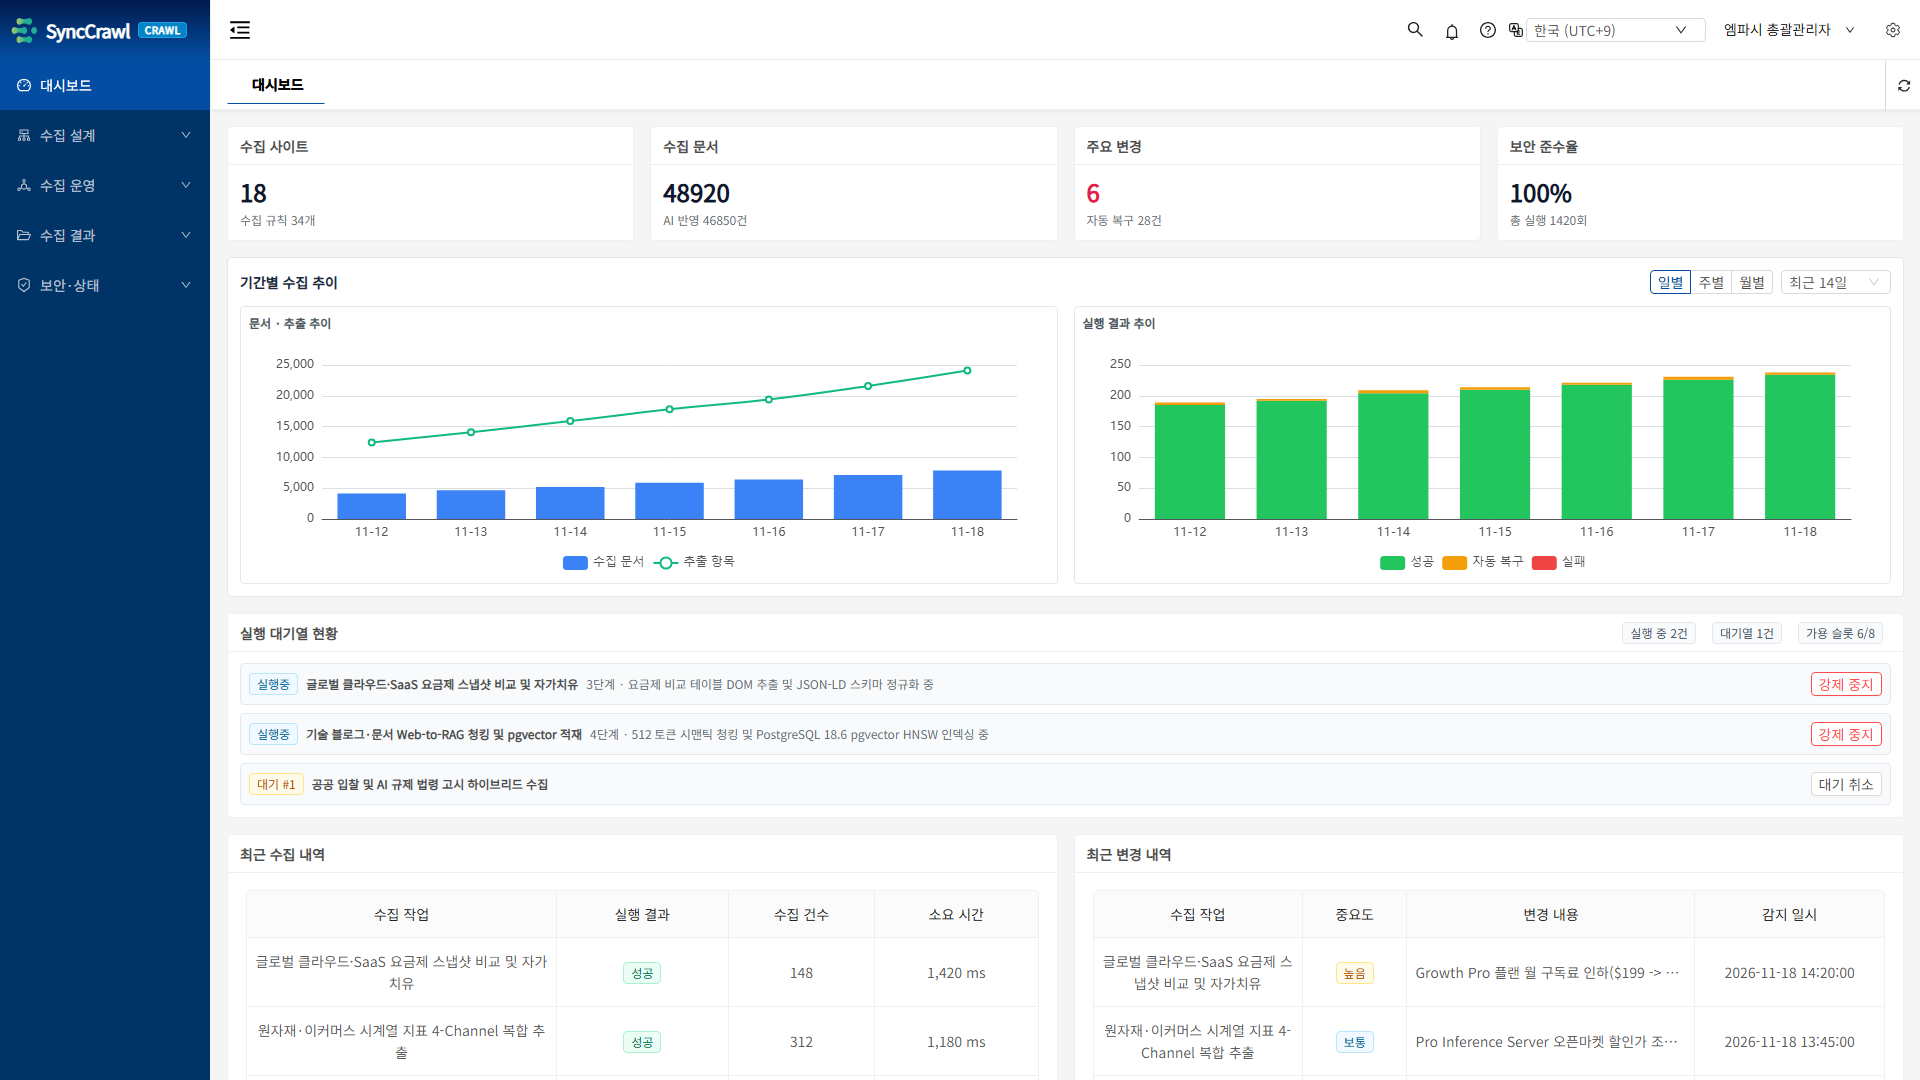 SyncCrawl CRAWL
한국 (UTC+9)
엠파시 총괄관리자
대시보드
수집 설계
수집 운영
수집 결과
보안·상태
대시보드
수집 사이트
18
수집 규칙 34개
수집 문서
48920
AI 반영 46850건
주요 변경
6
자동 복구 28건
보안 준수율
100%
총 실행 1420회
기간별 수집 추이
일별 주별 월별 최근 14일
문서 · 추출 추이
25,000
20,000
15,000
10,000
5,000
0
11-12 11-13 11-14 11-15 11-16 11-17 11-18
수집 문서 추출 항목
실행 결과 추이
250
200
150
100
50
0
11-12 11-13 11-14 11-15 11-16 11-17 11-18
성공 자동 복구 실패
실행 대기열 현황
실행 중 2건 대기열 1건 가용 슬롯 6/8
실행중 글로벌 클라우드·SaaS 요금제 스냅샷 비교 및 자가치유 3단계 · 요금제 비교 테이블 DOM 추출 및 JSON-LD 스키마 정규화 중 강제 중지
실행중 기술 블로그·문서 Web-to-RAG 청킹 및 pgvector 적재 4단계 · 512 토큰 시맨틱 청킹 및 PostgreSQL 18.6 pgvector HNSW 인덱싱 중 강제 중지
대기 #1 공공 입찰 및 AI 규제 법령 고시 하이브리드 수집 대기 취소
최근 수집 내역
수집 작업 실행 결과 수집 건수 소요 시간
글로벌 클라우드·SaaS 요금제 스냅샷 비교 및 자가
치유
성공 148 1,420 ms
원자재·이커머스 시계열 지표 4-Channel 복합 추
출
성공 312 1,180 ms
최근 변경 내역
수집 작업 중요도 변경 내용 감지 일시
글로벌 클라우드·SaaS 요금제 스
냅샷 비교 및 자가치유
높음 Growth Pro 플랜 월 구독료 인하($199 -> ⋯ 2026-11-18 14:20:00
원자재·이커머스 시계열 지표 4-
Channel 복합 추출
보통 Pro Inference Server 오픈마켓 할인가 조⋯ 2026-11-18 13:45:00